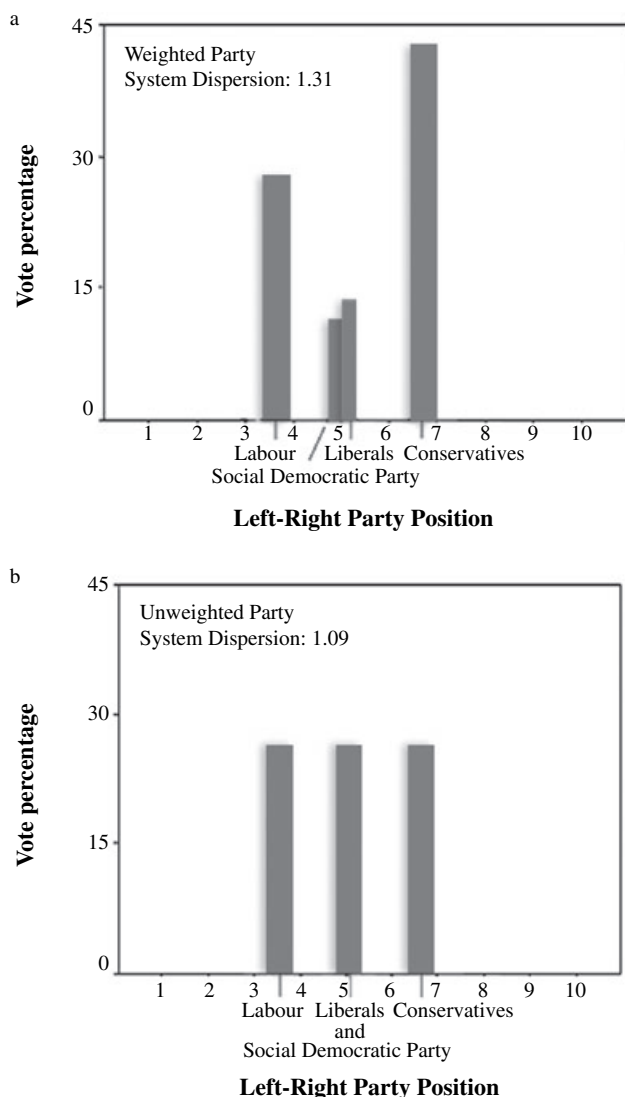 a
45
Weighted Party
System Dispersion: 1.31
30
15
0
Vote percentage
1 2 3 4 5 6 7 8 9 10
Labour Liberals Conservatives
Social Democratic Party
Left-Right Party Position
b
45
Unweighted Party
System Dispersion: 1.09
30
15
0
Vote percentage
1 2 3 4 5 6 7 8 9 10
Labour Liberals Conservatives
and
Social Democratic Party
Left-Right Party Position